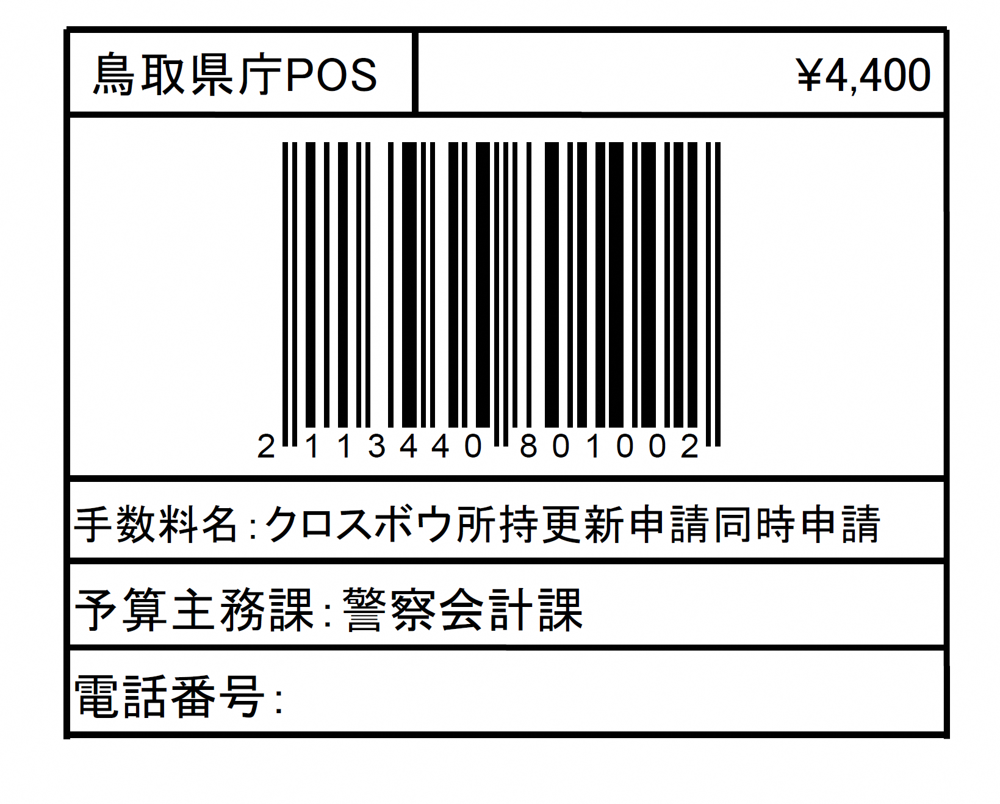 鳥取県庁POS ¥4,400
2 113440 801002
手数料名:クロスボウ所持更新申請同時申請
予算主務課:警察会計課
電話番号: